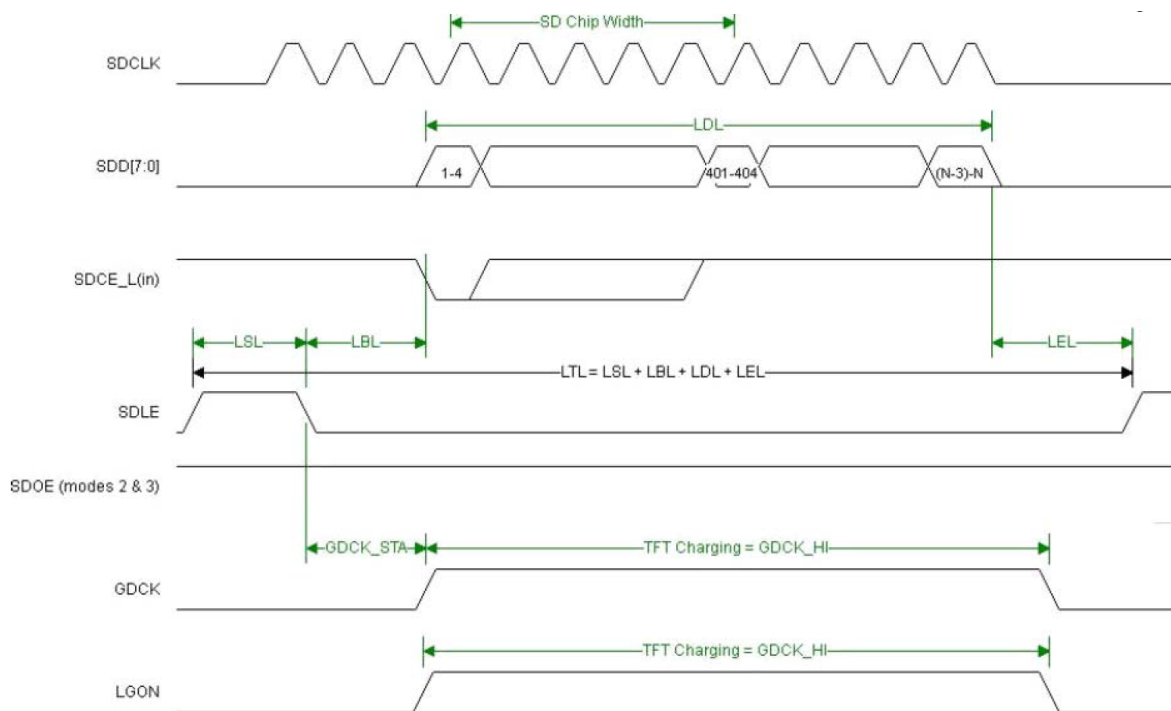 SD Chip Width
SDCLK
LDL
SDD[7:0]
1-4
401-404
(N-3)-N
SDCE_L(in)
LSL
LBL
LEL
LTL = LSL + LBL + LDL + LEL
SDLE
SDOE (modes 2 & 3)
GDCK_STA
TFT Charging = GDCK_HI
GDCK
TFT Charging = GDCK_HI
LGON